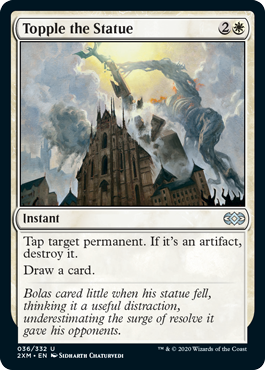 Topple the Statue 2
Instant
Tap target permanent. If it's an artifact,
destroy it.
Draw a card.
Bolas cared little when his statue fell,
thinking it a useful distraction,
underestimating the surge of resolve it
gave his opponents.
036/332 U
2XM • EN Sidharth Chaturvedi
™ & © 2020 Wizards of the Coast